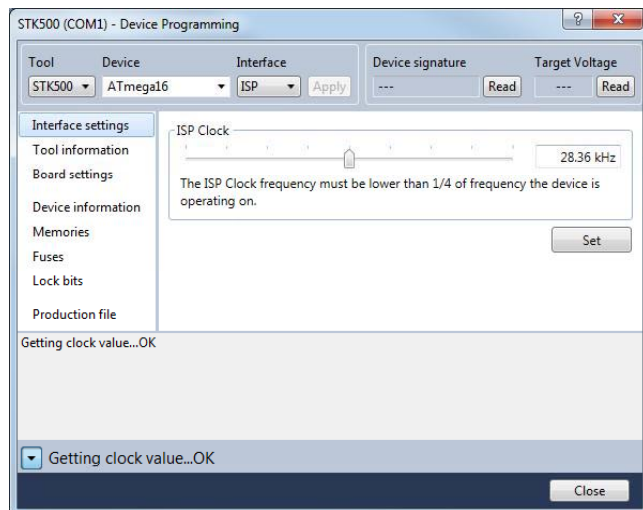 STK500 (COM1) - Device Programming
Tool Device Interface Device signature Target Voltage
STK500 ATmega16 ISP Apply --- Read --- Read
Interface settings
Tool information
Board settings
Device information
Memories
Fuses
Lock bits
Production file
ISP Clock
28.36 kHz
The ISP Clock frequency must be lower than 1/4 of frequency the device is
operating on.
Set
Getting clock value...OK
Getting clock value...OK
Close